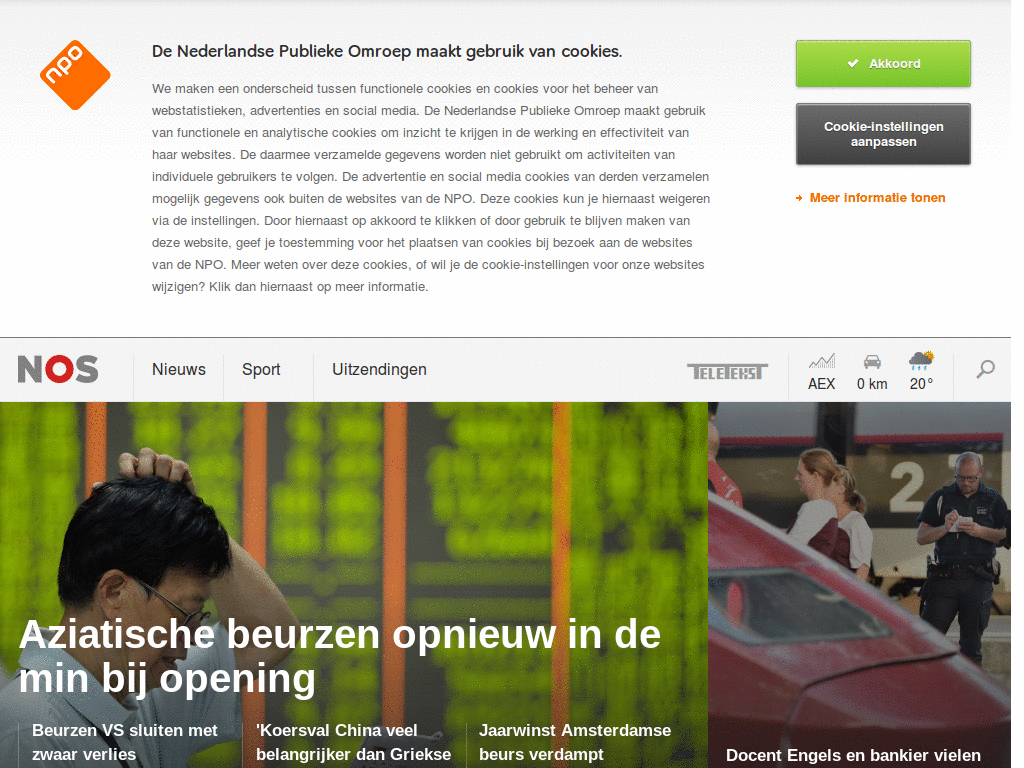 npo
De Nederlandse Publieke Omroep maakt gebruik van cookies.
We maken een onderscheid tussen functionele cookies en cookies voor het beheer van
webstatistieken, advertenties en social media. De Nederlandse Publieke Omroep maakt gebruik
van functionele en analytische cookies om inzicht te krijgen in de werking en effectiviteit van
haar websites. De daarmee verzamelde gegevens worden niet gebruikt om activiteiten van
individuele gebruikers te volgen. De advertentie en social media cookies van derden verzamelen
mogelijk gegevens ook buiten de websites van de NPO. Deze cookies kun je hiernaast weigeren
via de instellingen. Door hiernaast op akkoord te klikken of door gebruik te blijven maken van
deze website, geef je toestemming voor het plaatsen van cookies bij bezoek aan de websites
van de NPO. Meer weten over deze cookies, of wil je de cookie-instellingen voor onze websites
wijzigen? Klik dan hiernaast op meer informatie.
Akkoord
Cookie-instellingen
aanpassen
Meer informatie tonen
NOS
Nieuws
Sport
Uitzendingen
TELETEKST
AEX
0 km
20°
Aziatische beurzen opnieuw in de
min bij opening
Beurzen VS sluiten met
zwaar verlies
'Koersval China veel
belangrijker dan Griekse
Jaarwinst Amsterdamse
beurs verdampt
2
Docent Engels en bankier vielen